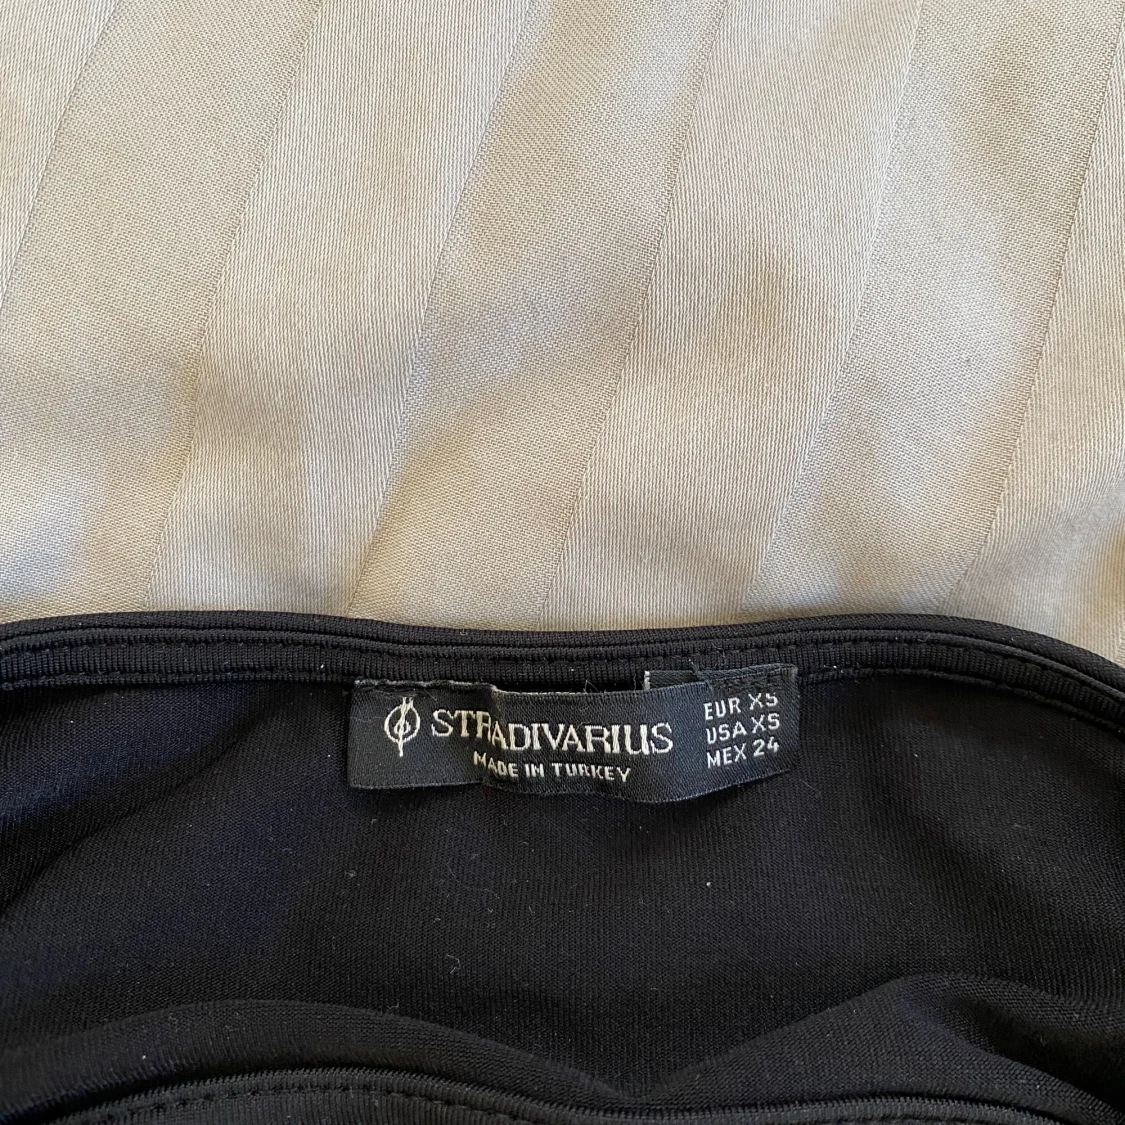 STRADIVARIUS
MADE IN TURKEY
EUR XS
USA XS
MEX 24